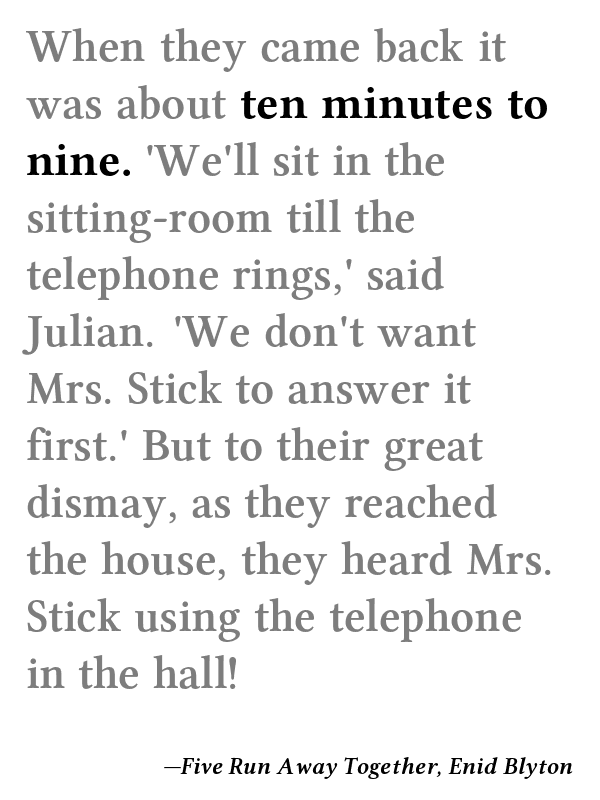 When they came back it
was about ten minutes to
nine. 'We'll sit in the
sitting-room till the
telephone rings,' said
Julian. 'We don't want
Mrs. Stick to answer it
first.' But to their great
dismay, as they reached
the house, they heard Mrs.
Stick using the telephone
in the hall!
—Five Run Away Together, Enid Blyton